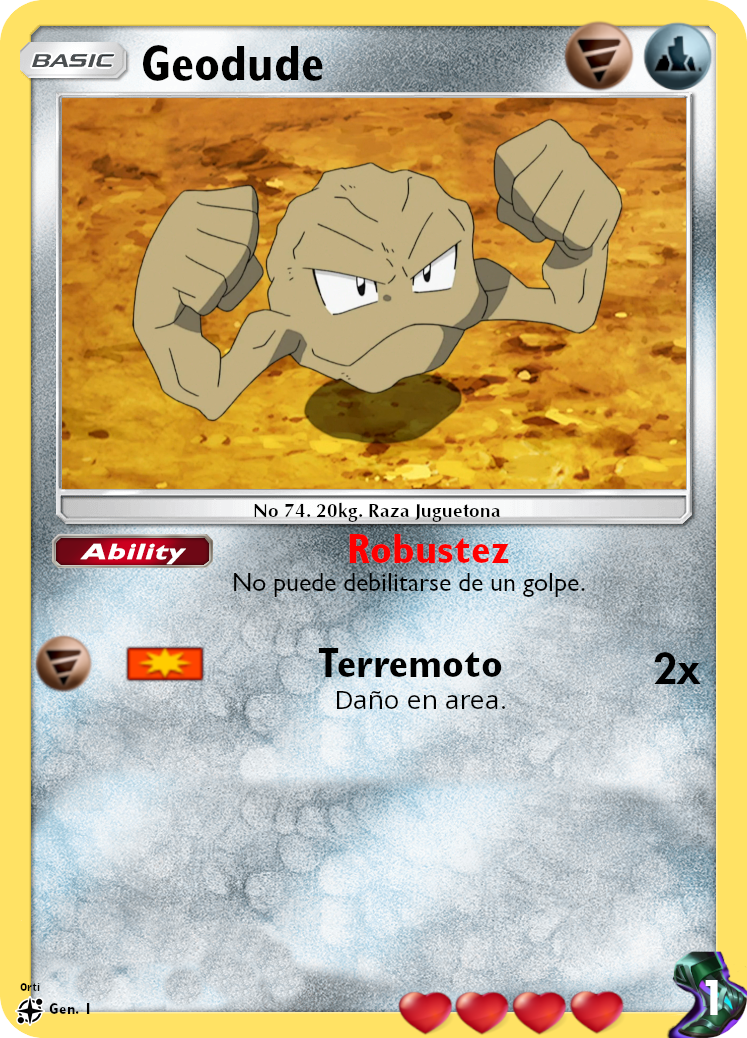 BASIC Geodude
No 74. 20kg. Raza Juguetona
Ability Robustez
No puede debilitarse de un golpe.
Terremoto 2x
Daño en area.
Orti
Gen. 1
1